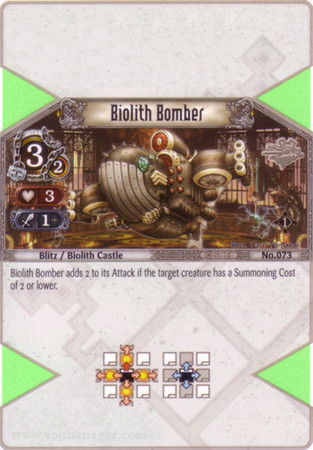 Biolith Bomber
3
2
3
1+
1
Blitz / Biolith Castle
No.073
Biolith Bomber adds 2 to its Attack if the target creature has a Summoning Cost
of 2 or lower.
www.vojmanager.com